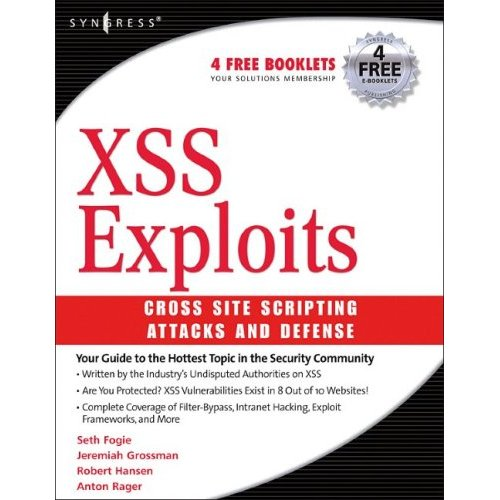 SYNGRESS
4 FREE BOOKLETS
YOUR SOLUTIONS MEMBERSHIP
SYNGRESS
4
FREE
E-BOOKLETS
PUBLISHING
XSS
Exploits
CROSS SITE SCRIPTING
ATTACKS AND DEFENSE
Your Guide to the Hottest Topic in the Security Community
• Written by the Industry's Undisputed Authorities on XSS
• Are You Protected? XSS Vulnerabilities Exist in 8 Out of 10 Websites!
• Complete Coverage of Filter-Bypass, Intranet Hacking, Exploit
Frameworks, and More
Seth Fogie
Jeremiah Grossman
Robert Hansen
Anton Rager